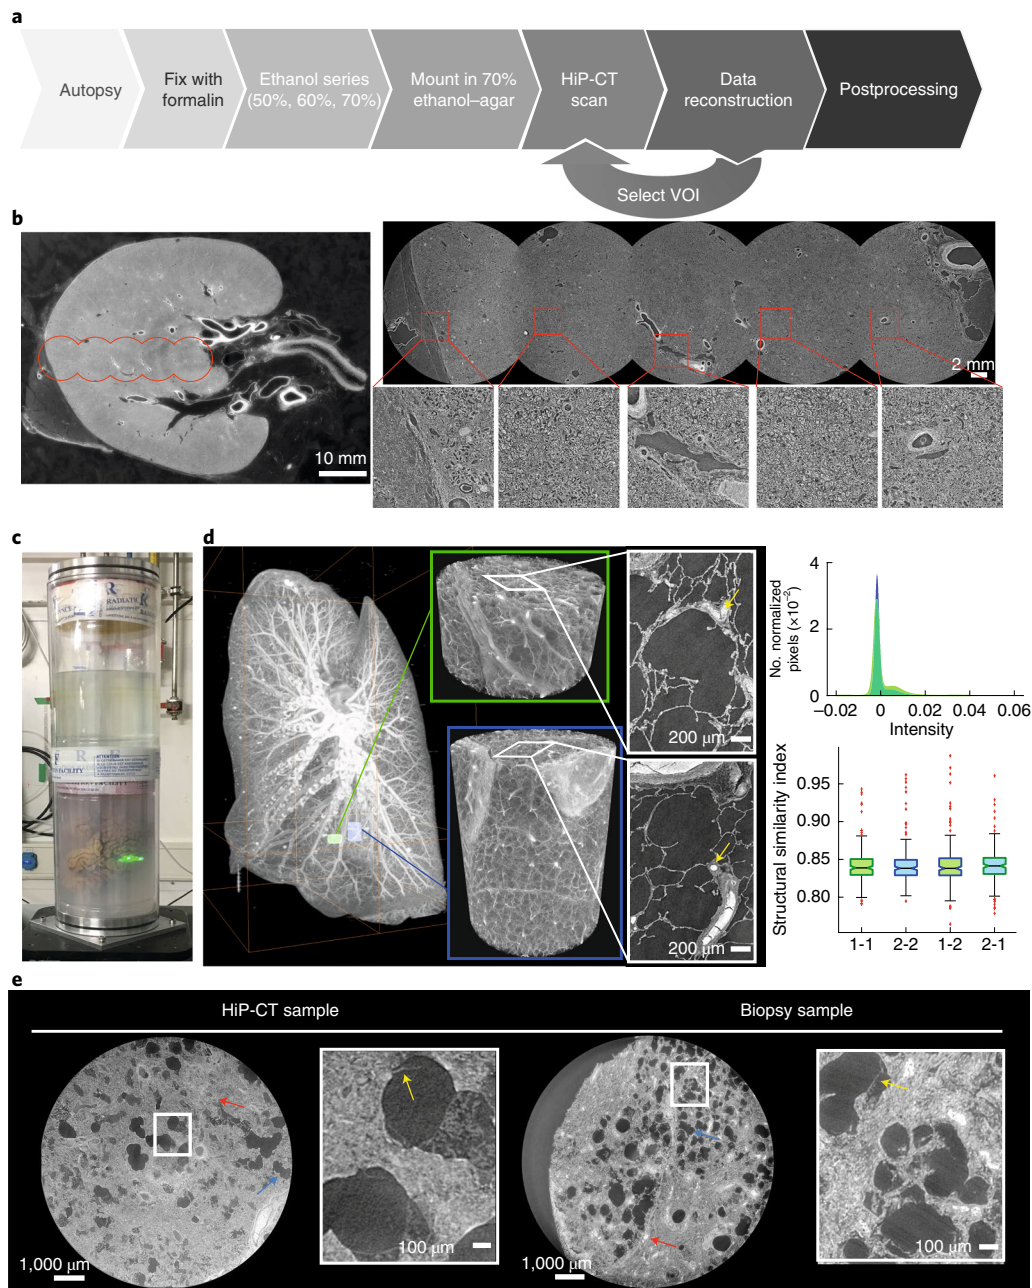 a
Autopsy
Fix with
formalin
Ethanol series
(50%, 60%, 70%)
Mount in 70%
ethanol–agar
HiP-CT
scan
Data
reconstruction
Postprocessing
Select VOI
b
10 mm
2 mm
c
R
RADIATIC
R
FACILITY
R
ATTENTION
d
200 μm
200 μm
No. normalized
pixels (×10⁻²)
4
2
0
−0.02
0
0.02
0.04
0.06
Intensity
Structural similarity index
0.95
0.90
0.85
0.80
1-1
2-2
1-2
2-1
e
HiP-CT sample
Biopsy sample
1,000 μm
100 μm
1,000 μm
100 μm